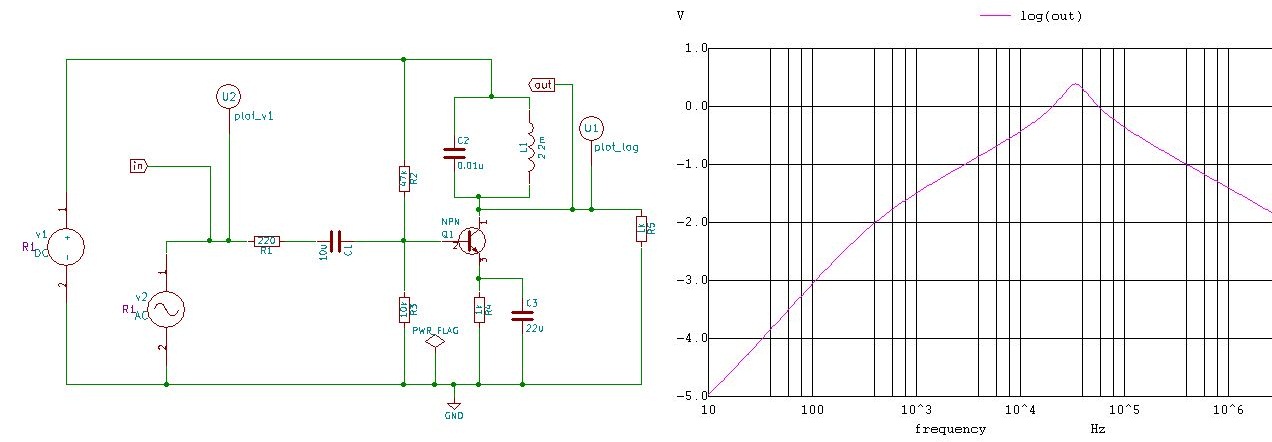 U2
plot_v1
in
1
v1
R1
DC
+
-
2
220
R1
10u
C1
1
v2
R1
AC
2
47k
R2
10k
R3
PWR_FLAG
GND
C2
0.01u
L1
out
U1
plot_log
NPN
Q1
1
2
3
1k
R4
C3
22u
1k
R5
V
log(out)
1.0
0.0
-1.0
-2.0
-3.0
-4.0
-5.0
10
100
10^3
10^4
10^5
10^6
frequency
Hz